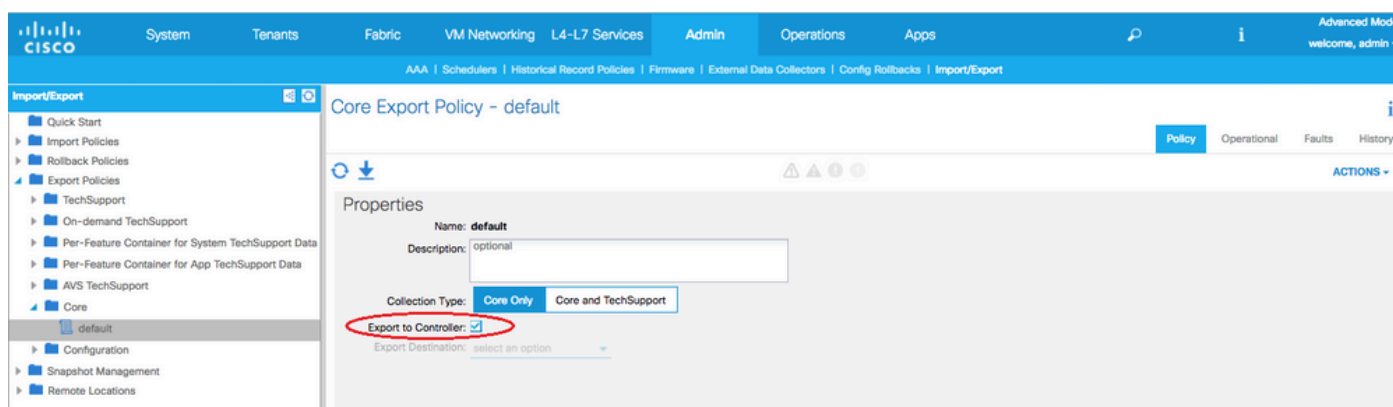 CISCO
System Tenants Fabric VM Networking L4-L7 Services Admin Operations Apps i
Advanced Mod
welcome, admin
AAA | Schedulers | Historical Record Policies | Firmware | External Data Collectors | Config Rollbacks | Import/Export
Import/Export
Quick Start
Import Policies
Rollback Policies
Export Policies
TechSupport
On-demand TechSupport
Per-Feature Container for System TechSupport Data
Per-Feature Container for App TechSupport Data
AVS TechSupport
Core
default
Configuration
Snapshot Management
Remote Locations
Core Export Policy - default
i
Policy Operational Faults History
ACTIONS
Properties
Name: default
Description: optional
Collection Type: Core Only Core and TechSupport
Export to Controller:
Export Destination: select an option